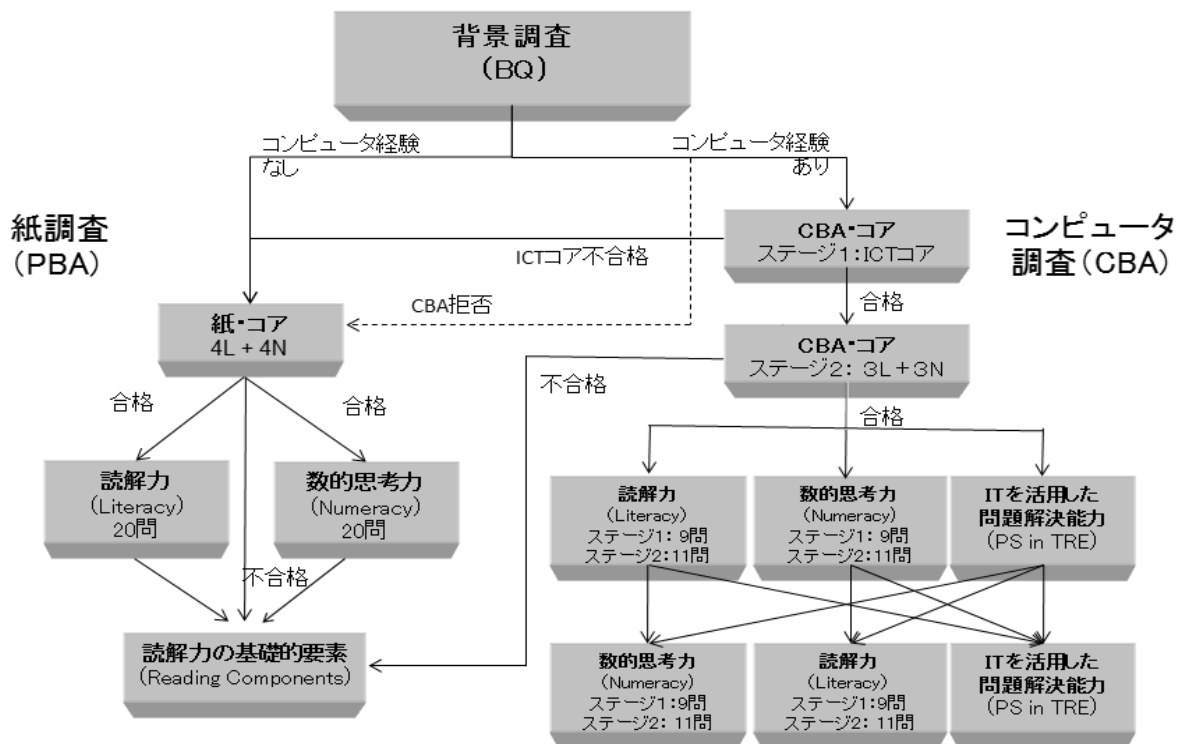 背景調査
(BQ)
コンピュータ経験
なし
コンピュータ経験
あり
紙調査
(PBA)
コンピュータ
調査(CBA)
CBA・コア
ステージ1:ICTコア
ICTコア不合格
合格
CBA拒否
紙・コア
4L + 4N
CBA・コア
ステージ2: 3L+3N
不合格
合格
合格
合格
読解力
(Literacy)
20問
数的思考力
(Numeracy)
20問
読解力
(Literacy)
ステージ1: 9問
ステージ2:11問
数的思考力
(Numeracy)
ステージ1: 9問
ステージ2:11問
ITを活用した
問題解決能力
(PS in TRE)
不合格
読解力の基礎的要素
(Reading Components)
数的思考力
(Numeracy)
ステージ1:9問
ステージ2: 11問
読解力
(Literacy)
ステージ1:9問
ステージ2: 11問
ITを活用した
問題解決能力
(PS in TRE)